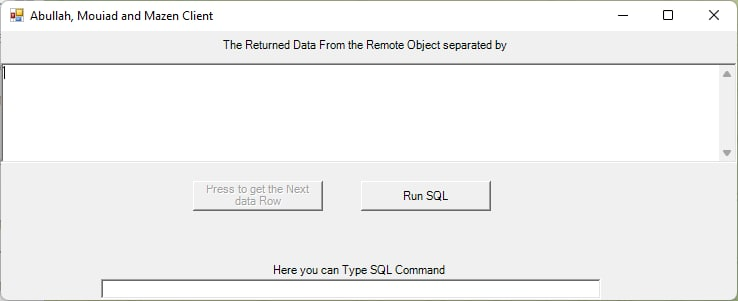 Abullah, Mouiad and Mazen Client
The Returned Data From the Remote Object separated by
Press to get the Next
data Row
Run SQL
Here you can Type SQL Command